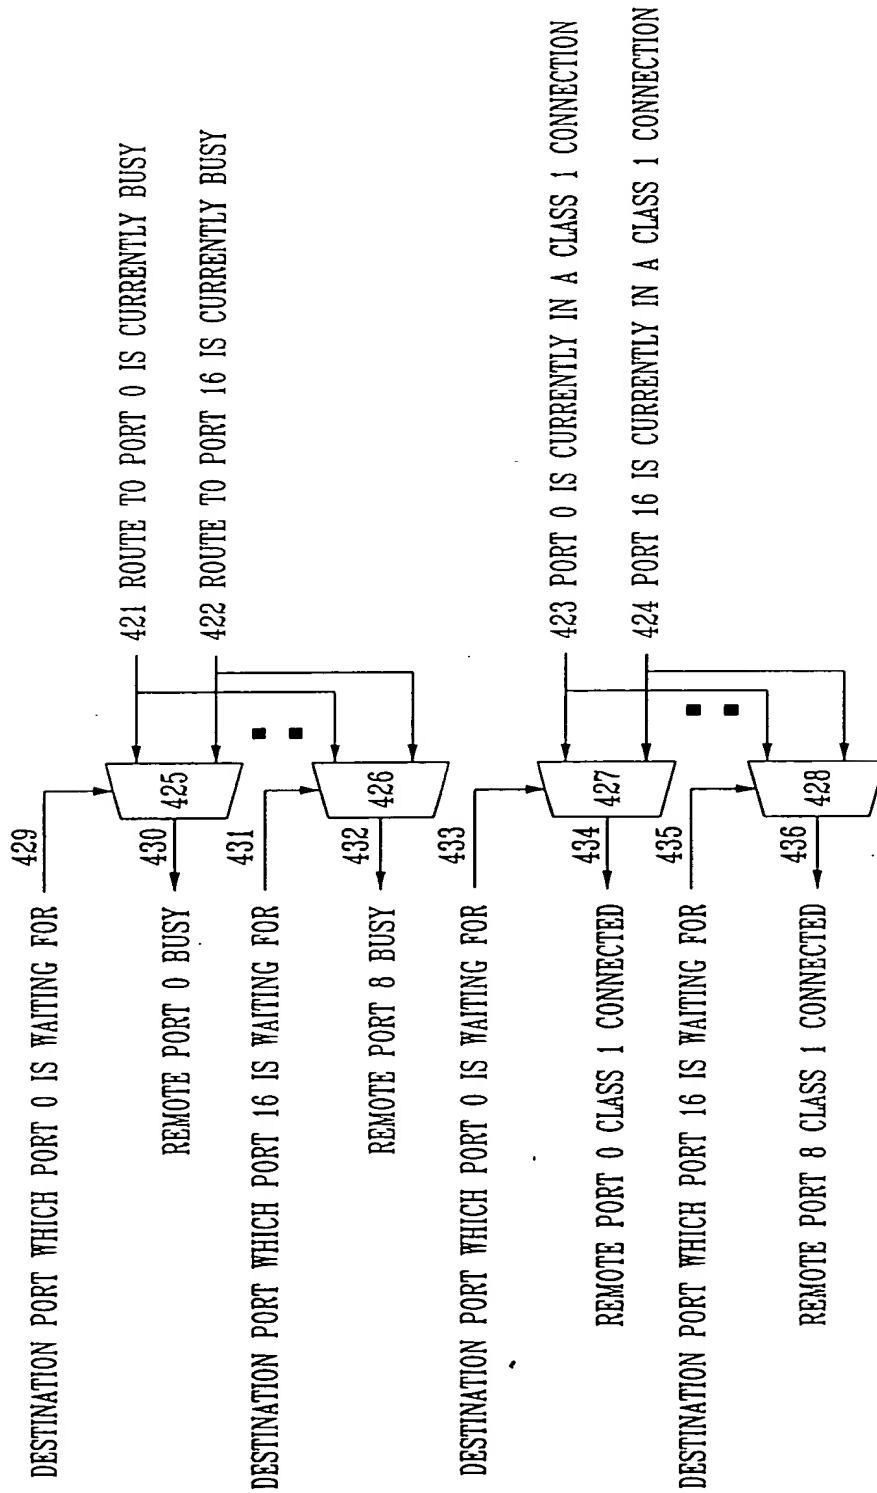 DESTINATION PORT WHICH PORT 0 IS WAITING FOR
429
425
421 ROUTE TO PORT 0 IS CURRENTLY BUSY
REMOTE PORT 0 BUSY
430
422 ROUTE TO PORT 16 IS CURRENTLY BUSY
DESTINATION PORT WHICH PORT 16 IS WAITING FOR
431
426
REMOTE PORT 8 BUSY
432
DESTINATION PORT WHICH PORT 0 IS WAITING FOR
433
427
423 PORT 0 IS CURRENTLY IN A CLASS 1 CONNECTION
REMOTE PORT 0 CLASS 1 CONNECTED
434
424 PORT 16 IS CURRENTLY IN A CLASS 1 CONNECTION
DESTINATION PORT WHICH PORT 16 IS WAITING FOR
435
428
REMOTE PORT 8 CLASS 1 CONNECTED
436